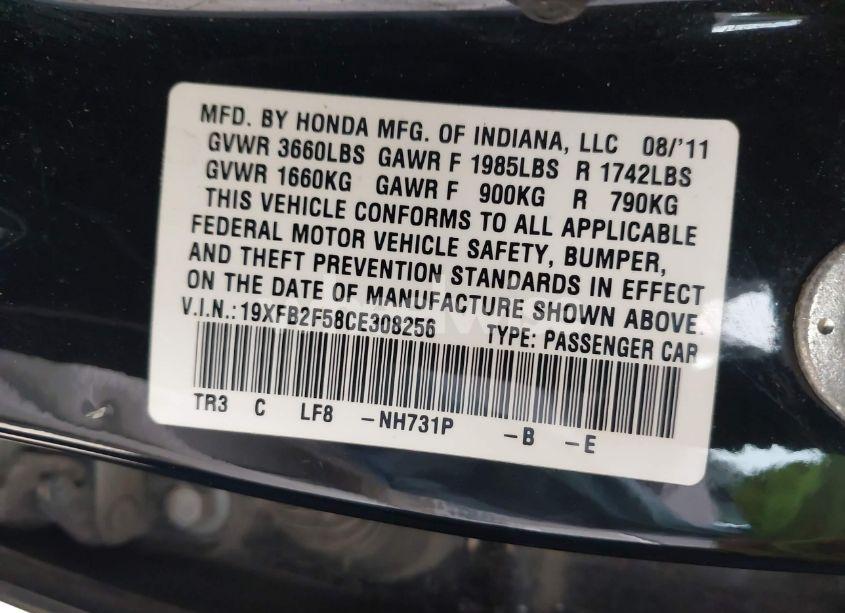 MFD. BY HONDA MFG. OF INDIANA, LLC 08/'11
GVWR 3660LBS GAWR F 1985LBS R 1742LBS
GVWR 1660KG GAWR F 900KG R 790KG
THIS VEHICLE CONFORMS TO ALL APPLICABLE
FEDERAL MOTOR VEHICLE SAFETY, BUMPER,
AND THEFT PREVENTION STANDARDS IN EFFECT
ON THE DATE OF MANUFACTURE SHOWN ABOVE.
V.I.N.: 19XFB2F58CE308256 TYPE: PASSENGER CAR
TR3 C LF8 -NH731P -B -E